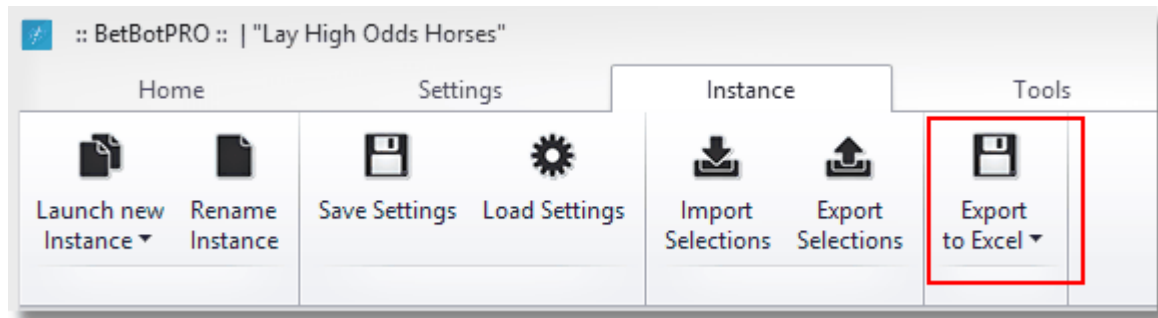 :: BetBotPRO :: | "Lay High Odds Horses"
Home Settings Instance Tools
Launch new Rename Save Settings Load Settings Import Export Export
Instance Instance Selections Selections to Excel